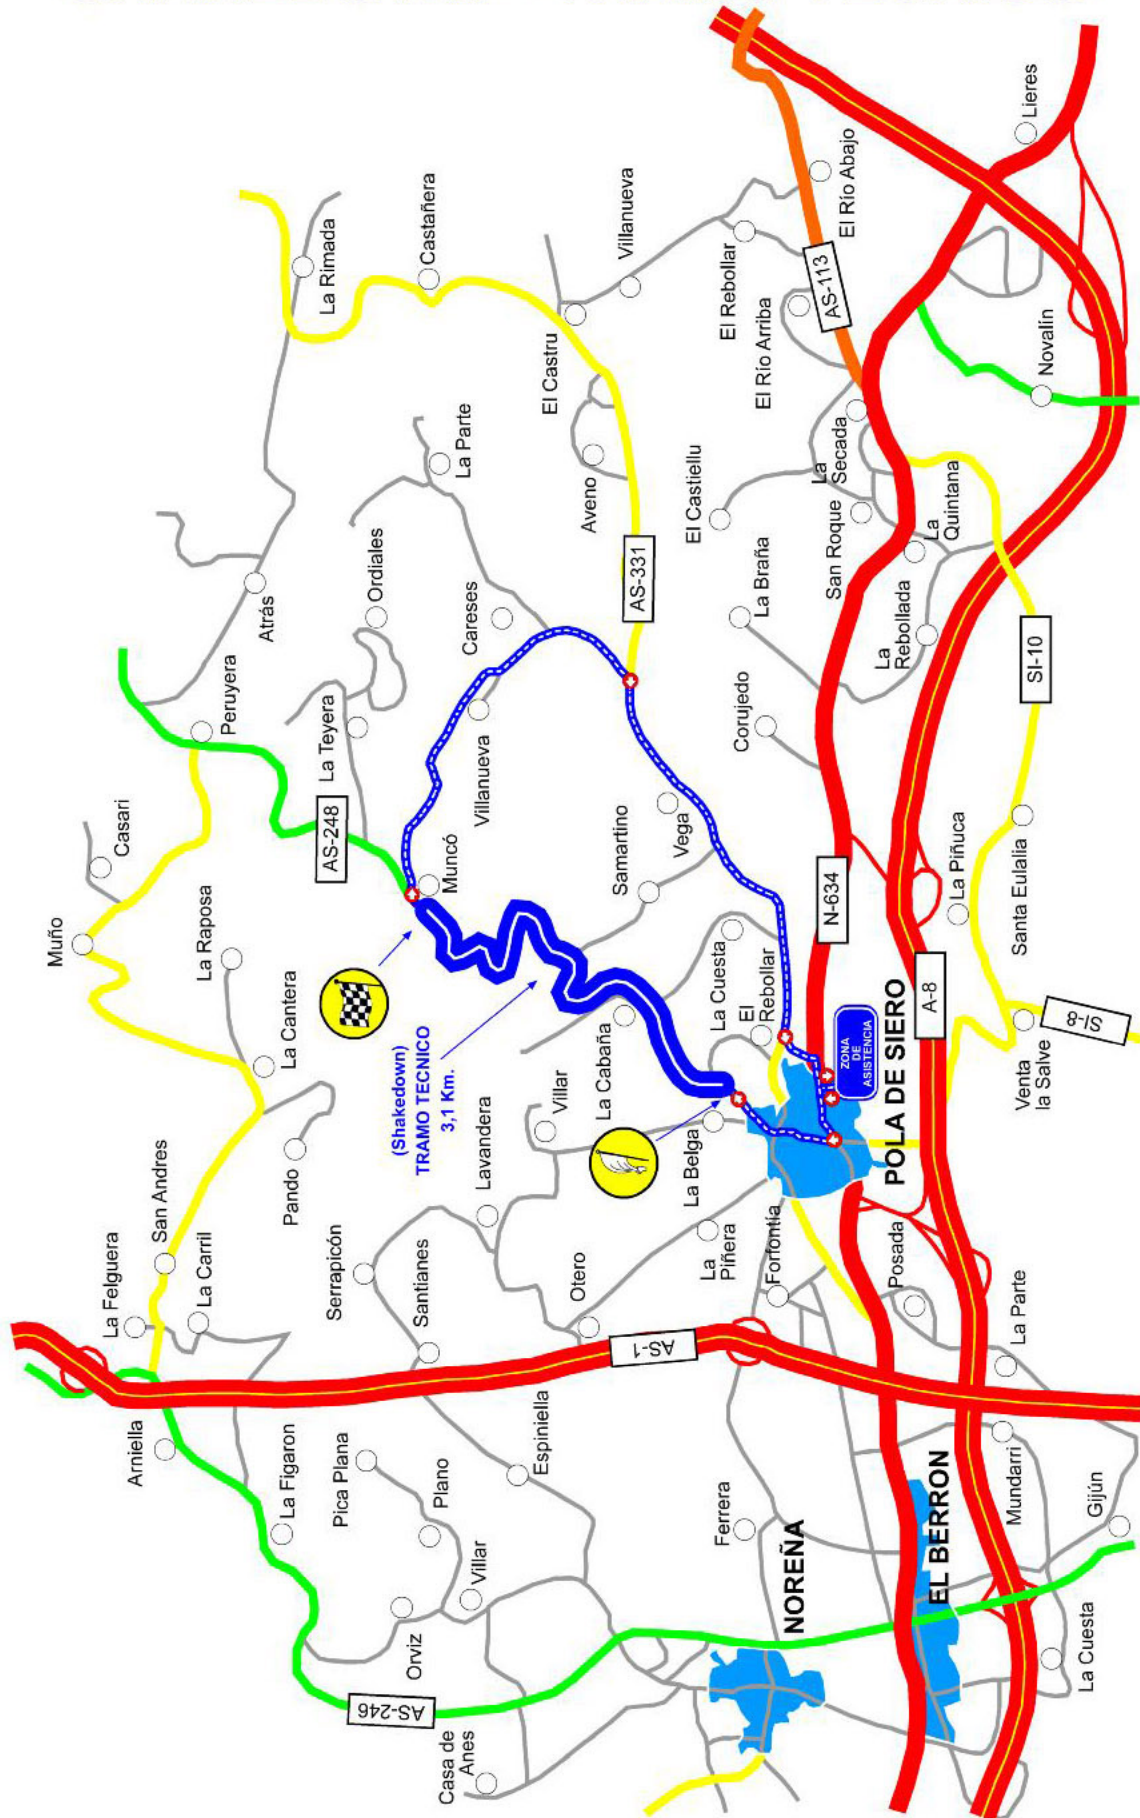 La Rimada
Castañera
Villanueva
El Castru
El Rebollar
El Río Abajo
Lieres
El Río Arriba
AS-113
Novalín
La Parte
Aveno
El Castiellu
La
Secada
San Roque
La
Quintana
Atrás
Ordiales
Careses
AS-331
La Braña
La
Rebollada
SI-10
Peruyera
La Teyera
Villanueva
Corujedo
Casari
AS-248
Muncó
Samartino
Vega
N-634
La Piñuca
Santa Eulalia
Muño
La Raposa
La Cantera
(Shakedown)
TRAMO TECNICO
3,1 Km.
La Cabaña
La Cuesta
El
Rebollar
ZONA
DE
ASISTENCIA
POLA DE SIERO
A-8
SI-8
Venta
la Salve
San Andres
Pando
Lavandera
Villar
La Belga
La Felguera
La Carril
Serrapicón
Santianes
Otero
La
Piñera
Forfontía
Posada
La Parte
AS-1
Arniella
La Figaron
Pica Plana
Plano
Espiniella
Ferrera
Mundarri
Gijún
Orviz
Villar
NOREÑA
EL BERRON
La Cuesta
AS-246
Casa de
Anes